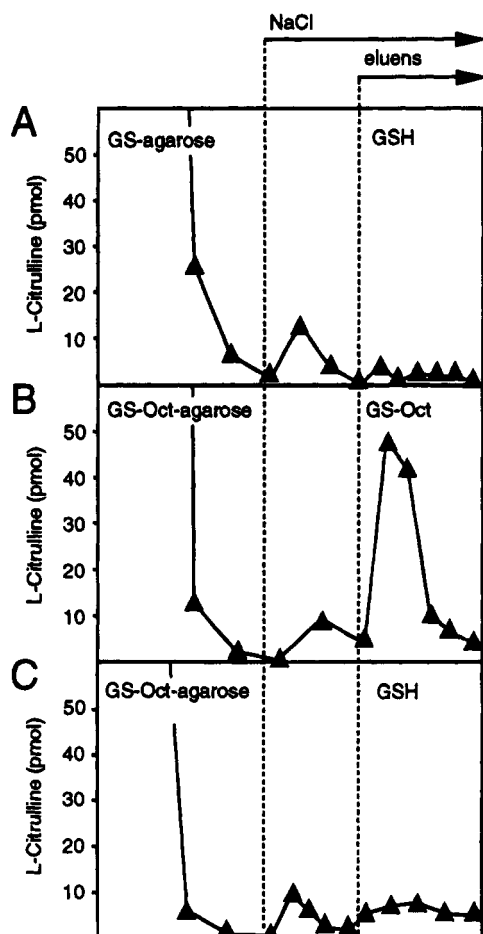 NaCl
eluens
A
GS-agarose
GSH
L-Citrulline (pmol)
50
40
30
20
10
B
GS-Oct-agarose
GS-Oct
L-Citrulline (pmol)
50
40
30
20
10
C
GS-Oct-agarose
GSH
L-Citrulline (pmol)
50
40
30
20
10